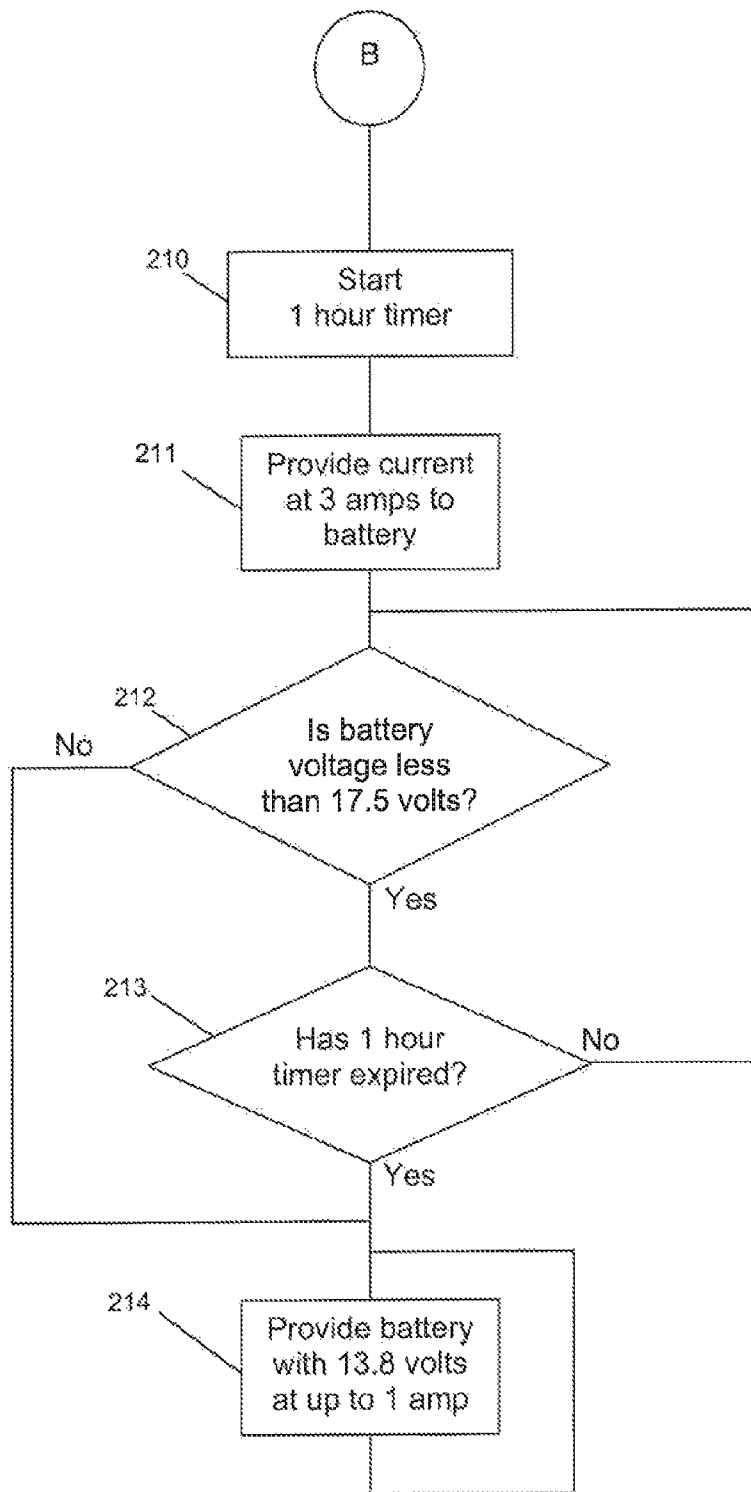 B
210
Start
1 hour timer
211
Provide current
at 3 amps to
battery
212
No
Is battery
voltage less
than 17.5 volts?
Yes
213
Has 1 hour
timer expired?
No
Yes
214
Provide battery
with 13.8 volts
at up to 1 amp